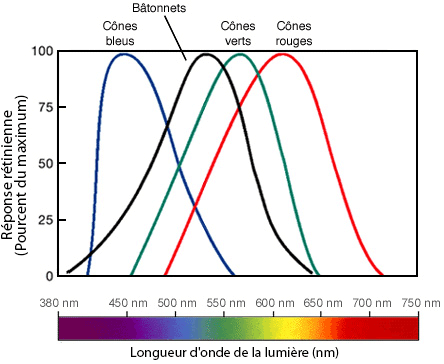 Bâtonnets
Cônes bleus
Cônes verts
Cônes rouges
Réponse rétinienne
(Pourcent du maximum)
100
75
50
25
0
380 nm 450 nm 500 nm 550 nm 600 nm 650 nm 700 nm 750 nm
Longueur d'onde de la lumière (nm)